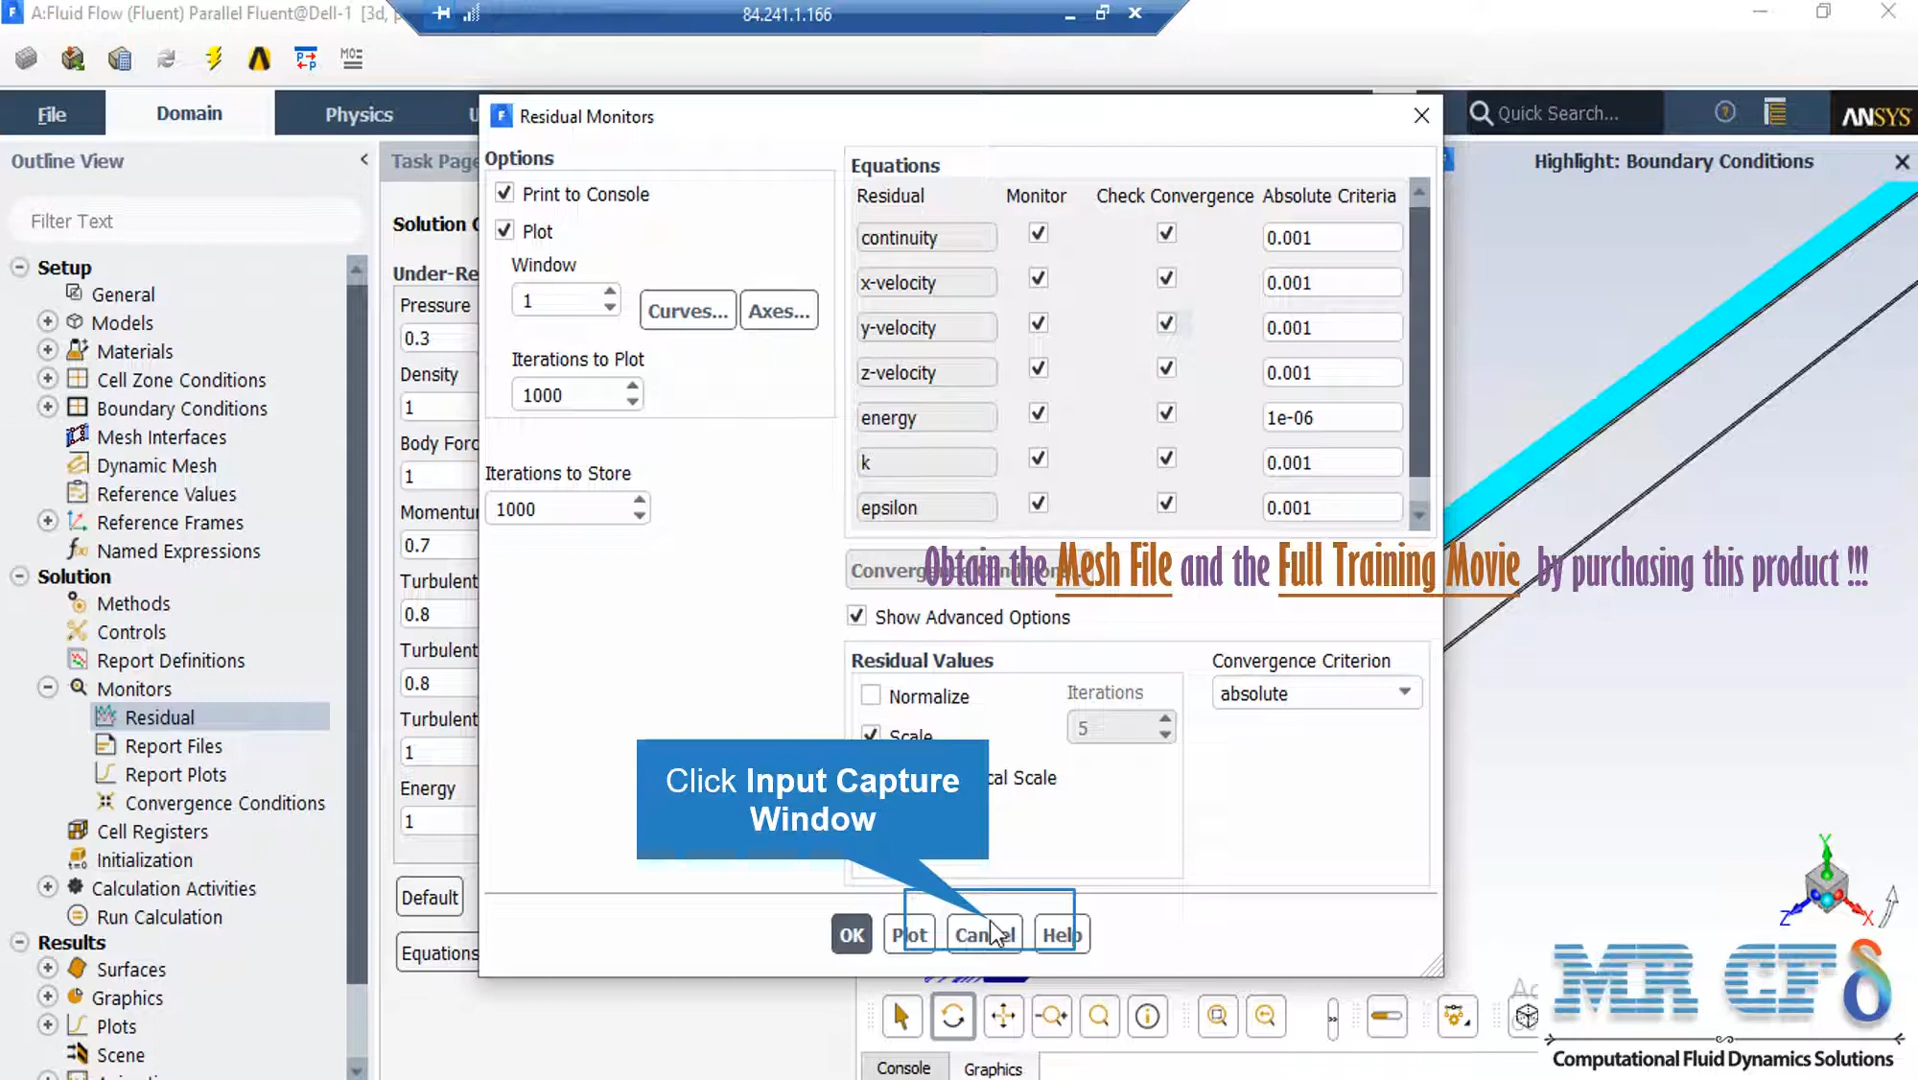 A:Fluid Flow (Fluent) Parallel Fluent@Dell-1 [3d,
84.241.1.166
File
Domain
Physics
Quick Search...
ANSYS
Outline View
Filter Text
Setup
General
Models
Materials
Cell Zone Conditions
Boundary Conditions
Mesh Interfaces
Dynamic Mesh
Reference Values
Reference Frames
Named Expressions
Solution
Methods
Controls
Report Definitions
Monitors
Residual
Report Files
Report Plots
Convergence Conditions
Cell Registers
Initialization
Calculation Activities
Run Calculation
Results
Surfaces
Graphics
Plots
Scene
Task Page
Solution C
Under-Re
Pressure
0.3
Density
1
Body Forc
1
Momentu
0.7
Turbulent
0.8
Turbulent
0.8
Turbulent
1
Energy
1
Default
Equations
Residual Monitors
Options
Print to Console
Plot
Window
1
Curves...
Axes...
Iterations to Plot
1000
Iterations to Store
1000
Equations
Residual Monitor Check Convergence Absolute Criteria
continuity 0.001
x-velocity 0.001
y-velocity 0.001
z-velocity 0.001
energy 1e-06
k 0.001
epsilon 0.001
Obtain the Mesh File and the Full Training Movie by purchasing this product !!!
Show Advanced Options
Residual Values
Normalize
Iterations
5
Scale
cal Scale
Convergence Criterion
absolute
Click Input Capture
Window
OK
Plot
Cancel
Help
Highlight: Boundary Conditions
Y
Z
X
Console
Graphics
MR CFδ
Computational Fluid Dynamics Solutions